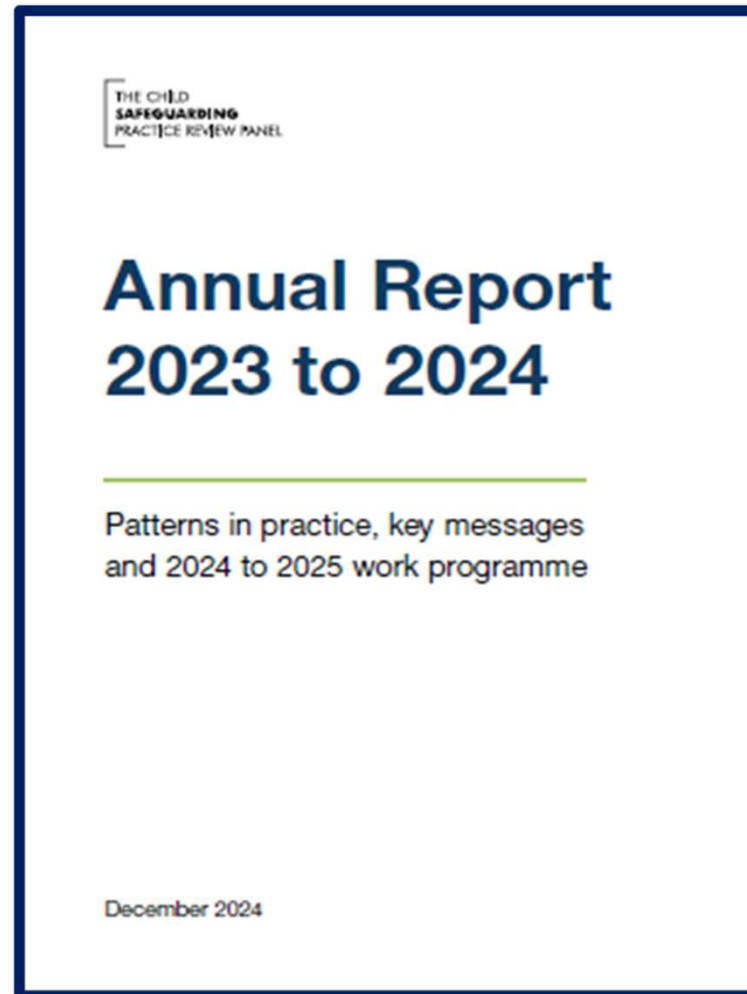 THE CHILD
SAFEGUARDING
PRACTICE REVIEW PANEL
Annual Report
2023 to 2024
Patterns in practice, key messages
and 2024 to 2025 work programme
December 2024